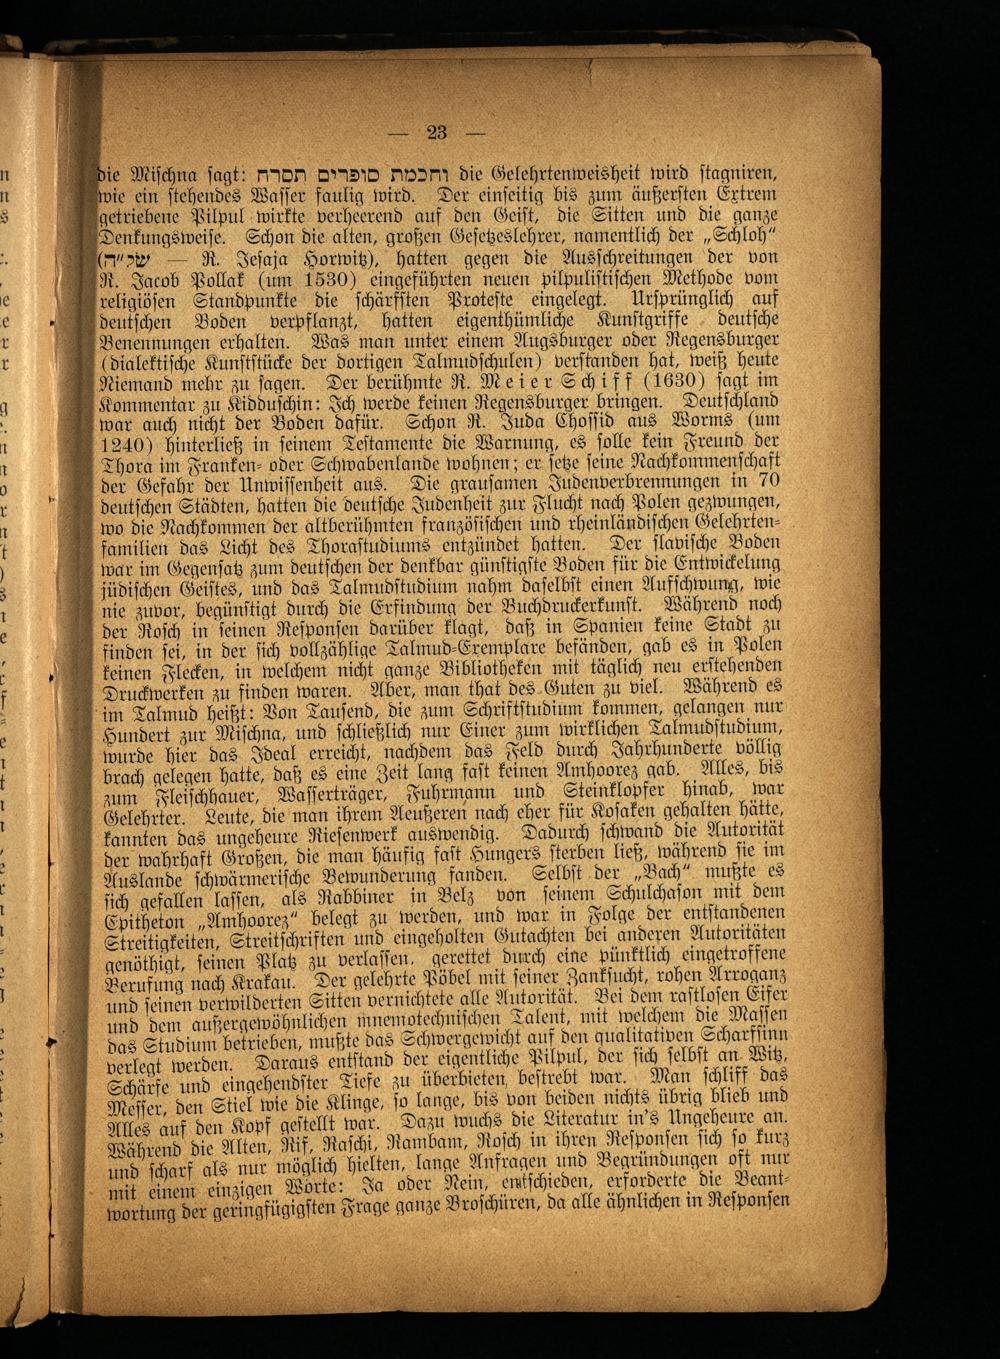 — 23 —
die Mischna sagt: וחכמת סופרים תסרח die Gelehrtenweisheit wird stagniren,
wie ein stehendes Wasser faulig wird. Der einseitig bis zum äußersten Extrem
getriebene Pilpul wirkte verheerend auf den Geist, die Sitten und die ganze
Denkungsweise. Schon die alten, großen Gesetzeslehrer, namentlich der „Schloh“
(של״ה — R. Jesaja Horwitz), hatten gegen die Ausschreitungen der von
R. Jacob Pollak (um 1530) eingeführten neuen pilpulistischen Methode vom
religiösen Standpunkte die schärfsten Proteste eingelegt. Ursprünglich auf
deutschen Boden verpflanzt, hatten eigenthümliche Kunstgriffe deutsche
Benennungen erhalten. Was man unter einem Augsburger oder Regensburger
(dialektische Kunststücke der dortigen Talmudschulen) verstanden hat, weiß heute
Niemand mehr zu sagen. Der berühmte R. Meier Schiff (1630) sagt im
Kommentar zu Kidduschin: Ich werde keinen Regensburger bringen. Deutschland
war auch nicht der Boden dafür. Schon R. Juda Chossid aus Worms (um
1240) hinterließ in seinem Testamente die Warnung, es solle kein Freund der
Thora im Franken- oder Schwabenlande wohnen; er setze seine Nachkommenschaft
der Gefahr der Unwissenheit aus. Die grausamen Judenverbrennungen in 70
deutschen Städten, hatten die deutsche Judenheit zur Flucht nach Polen gezwungen,
wo die Nachkommen der altberühmten französischen und rheinländischen Gelehrten-
familien das Licht des Thorastudiums entzündet hatten. Der slavische Boden
war im Gegensatz zum deutschen der denkbar günstigste Boden für die Entwickelung
jüdischen Geistes, und das Talmudstudium nahm daselbst einen Aufschwung, wie
nie zuvor, begünstigt durch die Erfindung der Buchdruckerkunst. Während noch
der Rosch in seinen Responsen darüber klagt, daß in Spanien keine Stadt zu
finden sei, in der sich vollzählige Talmud-Exemplare befänden, gab es in Polen
keinen Flecken, in welchem nicht ganze Bibliotheken mit täglich neu erstehenden
Druckwerken zu finden waren. Aber, man that des Guten zu viel. Während es
im Talmud heißt: Von Tausend, die zum Schriftstudium kommen, gelangen nur
Hundert zur Mischna, und schließlich nur Einer zum wirklichen Talmudstudium,
wurde hier das Ideal erreicht, nachdem das Feld durch Jahrhunderte völlig
brach gelegen hatte, daß es eine Zeit lang fast keinen Amhoorez gab. Alles, bis
zum Fleischhauer, Wasserträger, Fuhrmann und Steinklopfer hinab, war
Gelehrter. Leute, die man ihrem Aeußeren nach eher für Kosaken gehalten hätte,
kannten das ungeheure Riesenwerk auswendig. Dadurch schwand die Autorität
der wahrhaft Großen, die man häufig fast Hungers sterben ließ, während sie im
Auslande schwärmerische Bewunderung fanden. Selbst der „Bach“ mußte es
sich gefallen lassen, als Rabbiner in Belz von seinem Schulchason mit dem
Epitheton „Amhoorez“ belegt zu werden, und war in Folge der entstandenen
Streitigkeiten, Streitschriften und eingeholten Gutachten bei anderen Autoritäten
genöthigt, seinen Platz zu verlassen, gerettet durch eine pünktlich eingetroffene
Berufung nach Krakau. Der gelehrte Pöbel mit seiner Zanksucht, rohen Arroganz
und seinen verwilderten Sitten vernichtete alle Autorität. Bei dem rastlosen Eifer
und dem außergewöhnlichen mnemotechnischen Talent, mit welchem die Massen
das Studium betrieben, mußte das Schwergewicht auf den qualitativen Scharfsinn
verlegt werden. Daraus entstand der eigentliche Pilpul, der sich selbst an Witz,
Schärfe und eingehendster Tiefe zu überbieten bestrebt war. Man schliff das
Messer, den Stiel wie die Klinge, so lange, bis von beiden nichts übrig blieb und
Alles auf den Kopf gestellt war. Dazu wuchs die Literatur in's Ungeheure an.
Während die Alten, Rif, Raschi, Rambam, Rosch in ihren Responsen sich so kurz
und scharf als nur möglich hielten, lange Anfragen und Begründungen oft nur
mit einem einzigen Worte: Ja oder Nein, entschieden, erforderte die Beant-
wortung der geringfügigsten Frage ganze Broschüren, da alle ähnlichen in Responsen